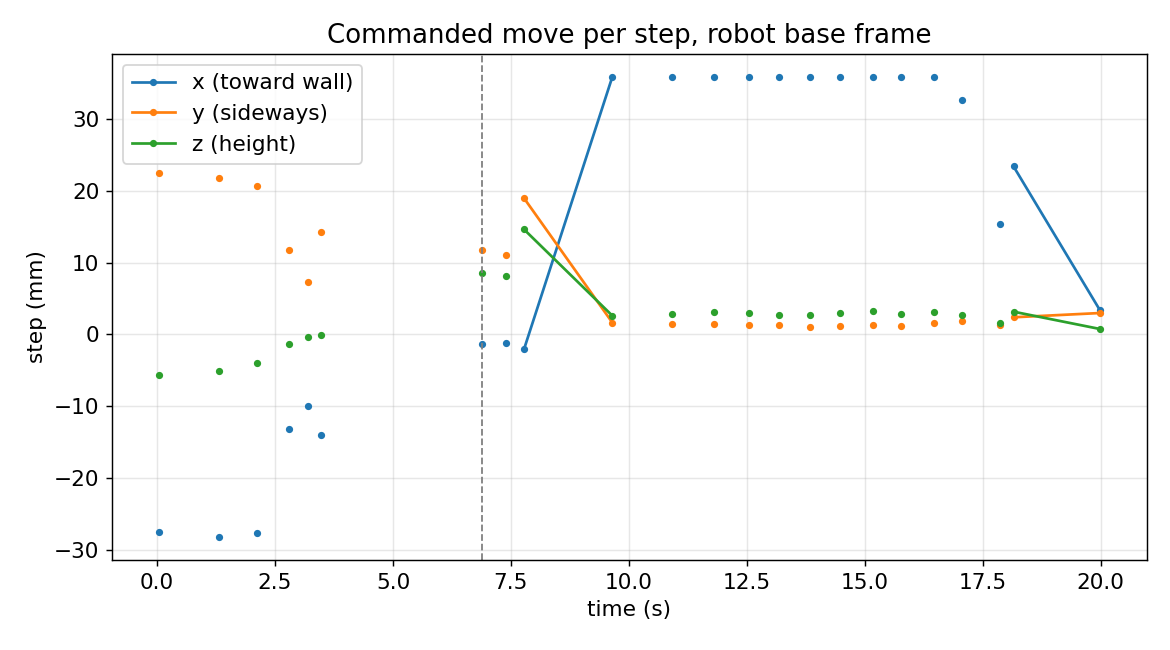 Commanded move per step, robot base frame
x (toward wall)
y (sideways)
z (height)
step (mm)
30
20
10
0
−10
−20
−30
0.0 2.5 5.0 7.5 10.0 12.5 15.0 17.5 20.0
time (s)